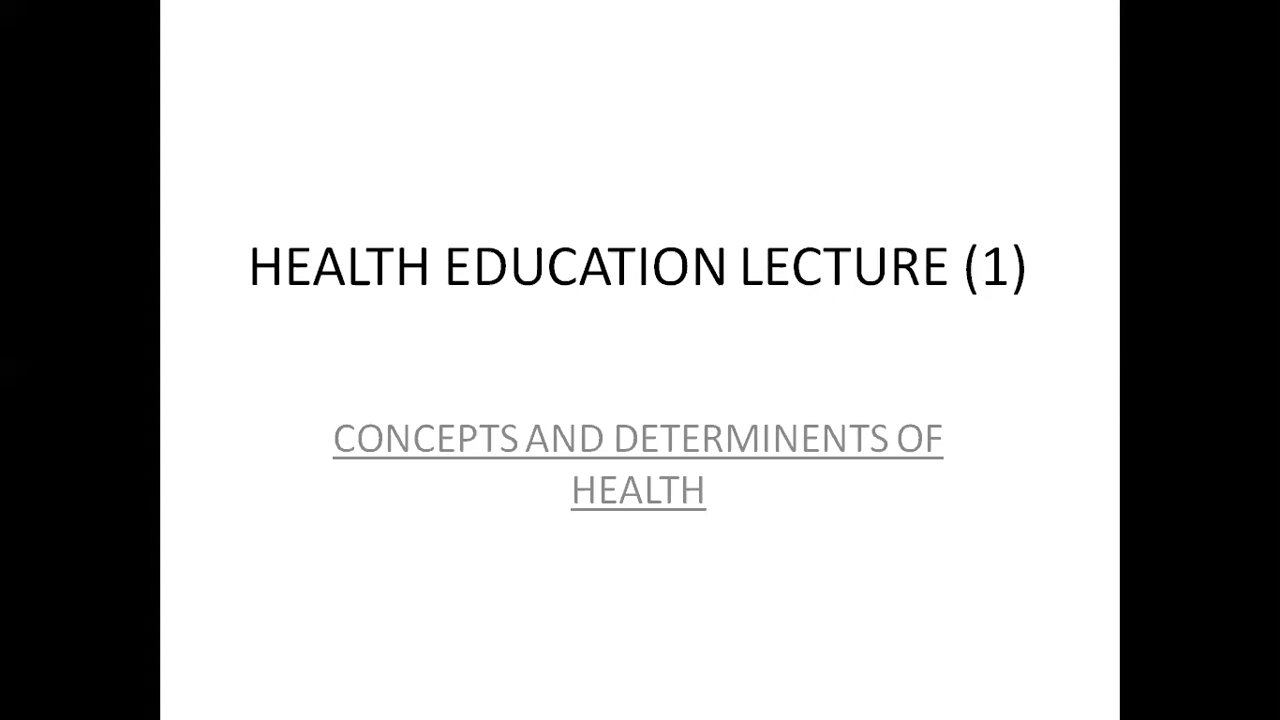 HEALTH EDUCATION LECTURE (1)
CONCEPTS AND DETERMINENTS OF
HEALTH